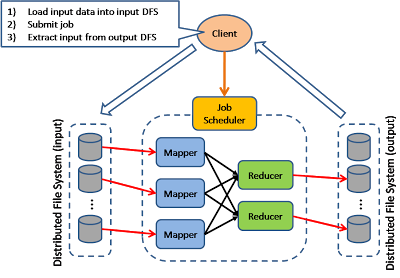 1) Load input data into input DFS
2) Submit job
3) Extract input from output DFS
Client
Job
Scheduler
Distributed File System (input)
Mapper
Mapper
Mapper
Reducer
Reducer
Distributed File System (output)